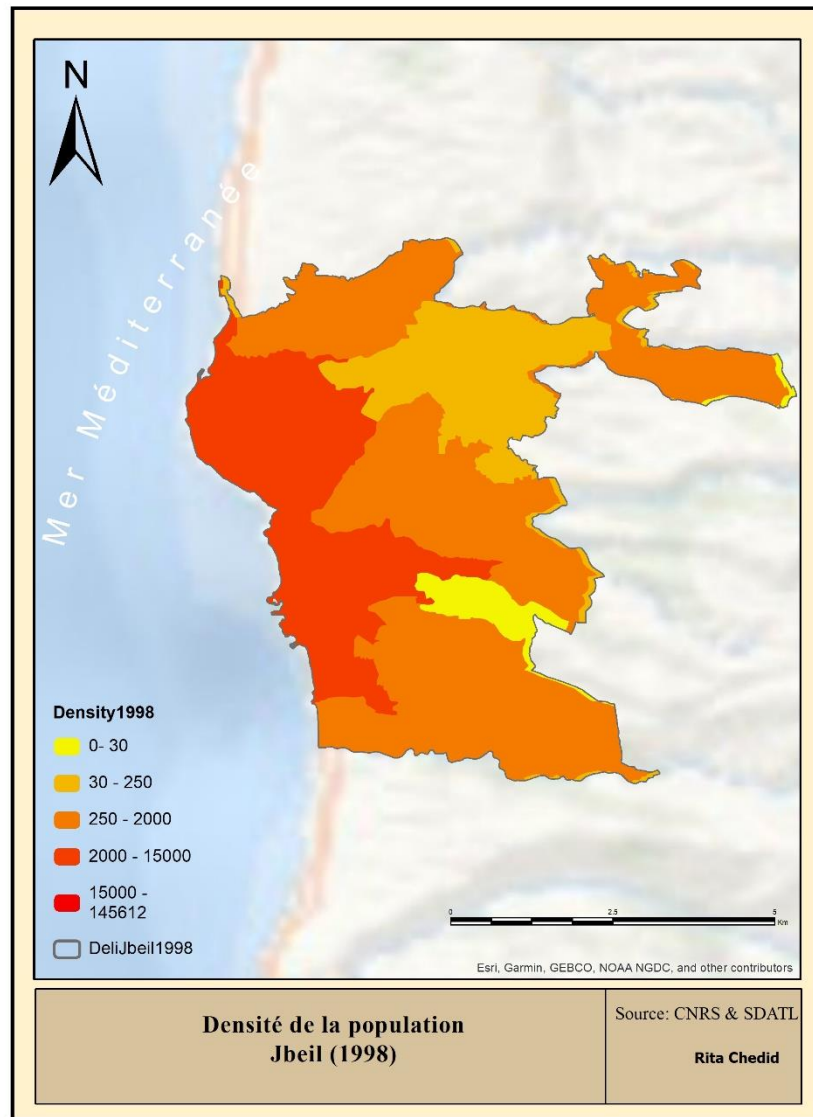 N
Mer Méditerranée
Density1998
0- 30
30 - 250
250 - 2000
2000 - 15000
15000 -
145612
DeliJbeil1998
0 2.5 5
Km
Esri, Garmin, GEBCO, NOAA NGDC, and other contributors
Densité de la population
Jbeil (1998)
Source: CNRS & SDATL
Rita Chedid